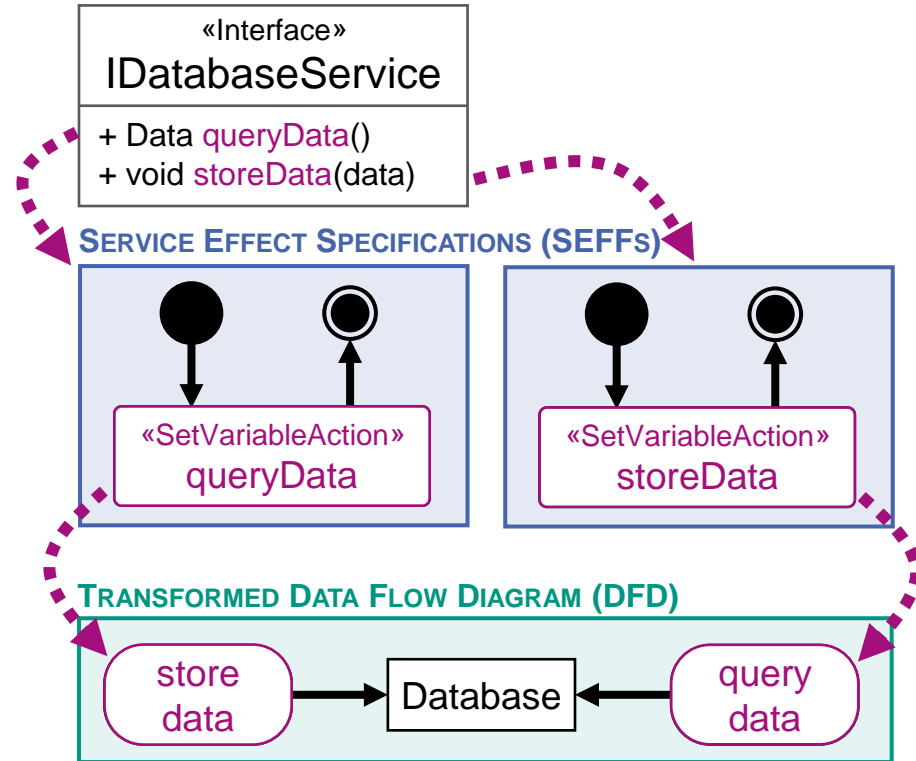 «Interface»
IDatabaseService
+ Data queryData()
+ void storeData(data)
SERVICE EFFECT SPECIFICATIONS (SEFFS)
«SetVariableAction»
queryData
«SetVariableAction»
storeData
TRANSFORMED DATA FLOW DIAGRAM (DFD)
store
data
Database
query
data